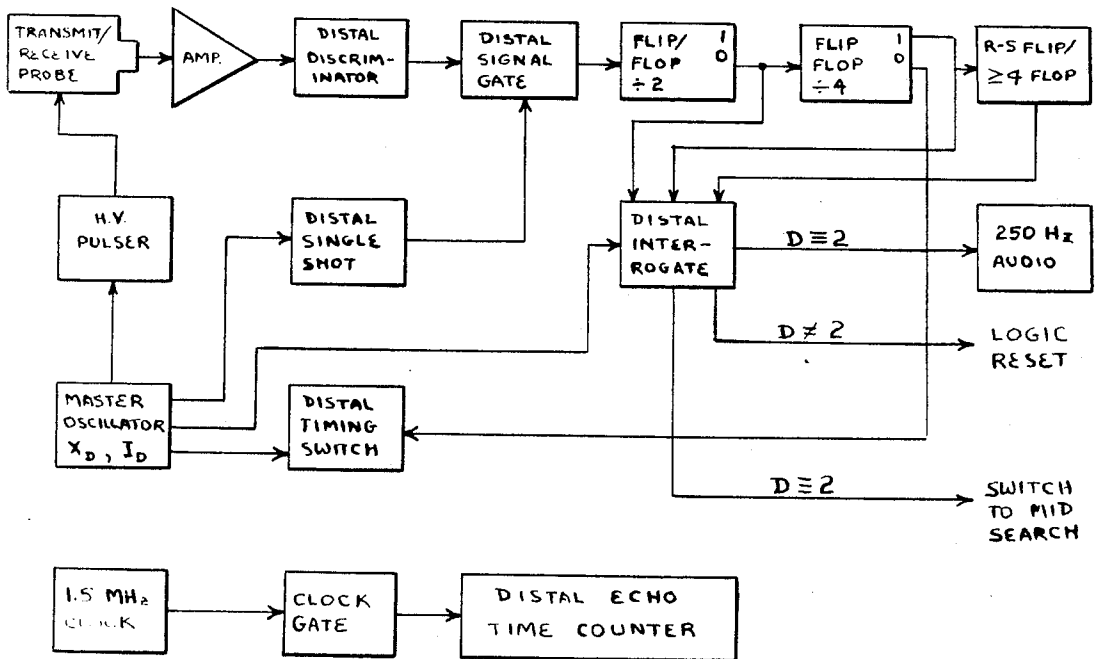 TRANSMIT/
RECEIVE
PROBE
AMP.
DISTAL
DISCRIM-
INATOR
DISTAL
SIGNAL
GATE
FLIP/ 1
FLOP 0
÷2
FLIP 1
FLOP 0
÷4
R-S FLIP/
≥4 FLOP
H.V.
PULSER
DISTAL
SINGLE
SHOT
DISTAL
INTER-
ROGATE
D≡2
250 Hz
AUDIO
D≠2
LOGIC
RESET
MASTER
OSCILLATOR
X_D, I_D
DISTAL
TIMING
SWITCH
D≡2
SWITCH
TO MID
SEARCH
1.5 MHz
CLOCK
CLOCK
GATE
DISTAL ECHO
TIME COUNTER